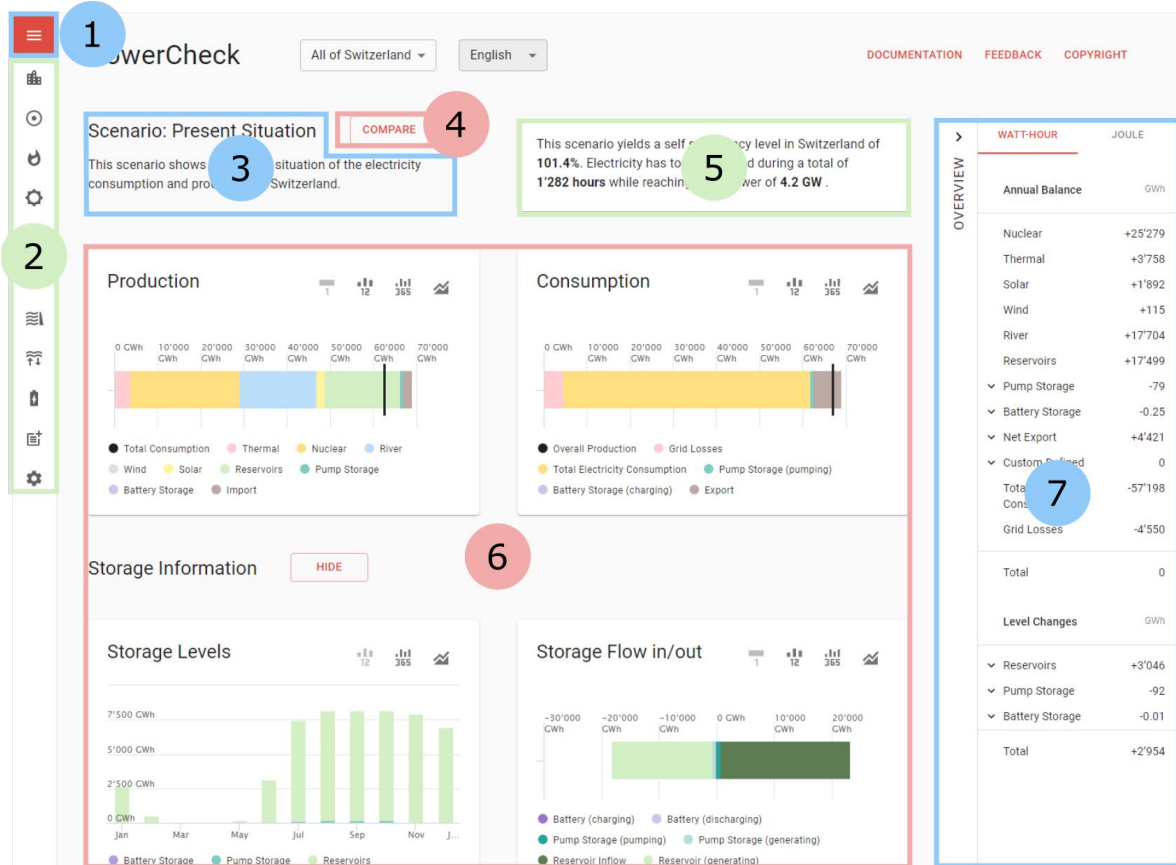 1
owerCheck
All of Switzerland
English
DOCUMENTATION
FEEDBACK
COPYRIGHT
2
Scenario: Present Situation
COMPARE
4
This scenario shows situation of the electricity
consumption and pro Switzerland.
3
This scenario yields a self cy level in Switzerland of
101.4%. Electricity has to d during a total of
1'282 hours while reaching wer of 4.2 GW .
5
Production
1
12
365
0 GWh 10'000 GWh 20'000 GWh 30'000 GWh 40'000 GWh 50'000 GWh 60'000 GWh 70'000 GWh
Total Consumption Thermal Nuclear River
Wind Solar Reservoirs Pump Storage
Battery Storage Import
Consumption
1
12
365
0 GWh 10'000 GWh 20'000 GWh 30'000 GWh 40'000 GWh 50'000 GWh 60'000 GWh 70'000 GWh
Overall Production Grid Losses
Total Electricity Consumption Pump Storage (pumping)
Battery Storage (charging) Export
Storage Information
HIDE
6
Storage Levels
12
365
7'500 GWh
5'000 GWh
2'500 GWh
0 GWh
Jan Mar May Jul Sep Nov J...
Battery Storage Pump Storage Reservoirs
Storage Flow in/out
1
12
365
-30'000 GWh -20'000 GWh -10'000 GWh 0 GWh 10'000 GWh 20'000 GWh
Battery (charging) Battery (discharging)
Pump Storage (pumping) Pump Storage (generating)
Reservoir Inflow Reservoir (generating)
OVERVIEW
WATT-HOUR
JOULE
Annual Balance GWh
Nuclear +25'279
Thermal +3'758
Solar +1'892
Wind +115
River +17'704
Reservoirs +17'499
Pump Storage -79
Battery Storage -0.25
Net Export +4'421
Custom Defined 0
Tota -57'198
Cons
7
Grid Losses -4'550
Total 0
Level Changes GWh
Reservoirs +3'046
Pump Storage -92
Battery Storage -0.01
Total +2'954